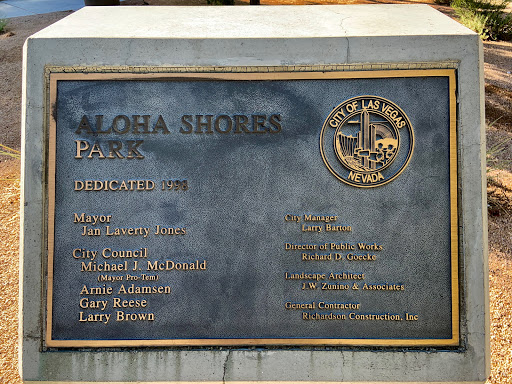 ALOHA SHORES
PARK
DEDICATED 1998
Mayor
Jan Laverty Jones
City Council
Michael J. McDonald
(Mayor Pro-Tem)
Arnie Adamsen
Gary Reese
Larry Brown
CITY OF LAS VEGAS
NEVADA
City Manager
Larry Barton
Director of Public Works
Richard D. Goecke
Landscape Architect
J.W. Zunino & Associates
General Contractor
Richardson Construction, Inc